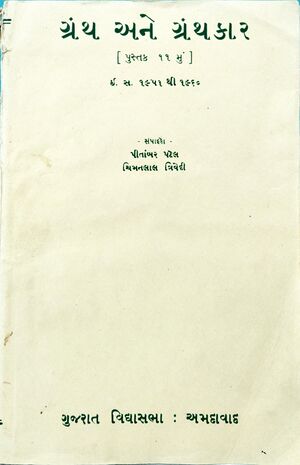 ગ્રંથ અને ગ્રંથકાર
[ પુસ્તક ૧૧ મું ]
ઈ. સ. ૧૯૫૧ થી ૧૯૬૦
- સંપાદકો -
પીતાંબર પટેલ
ચિમનલાલ ત્રિવેદી
ગુજરાત વિદ્યાસભા : અમદાવાદ